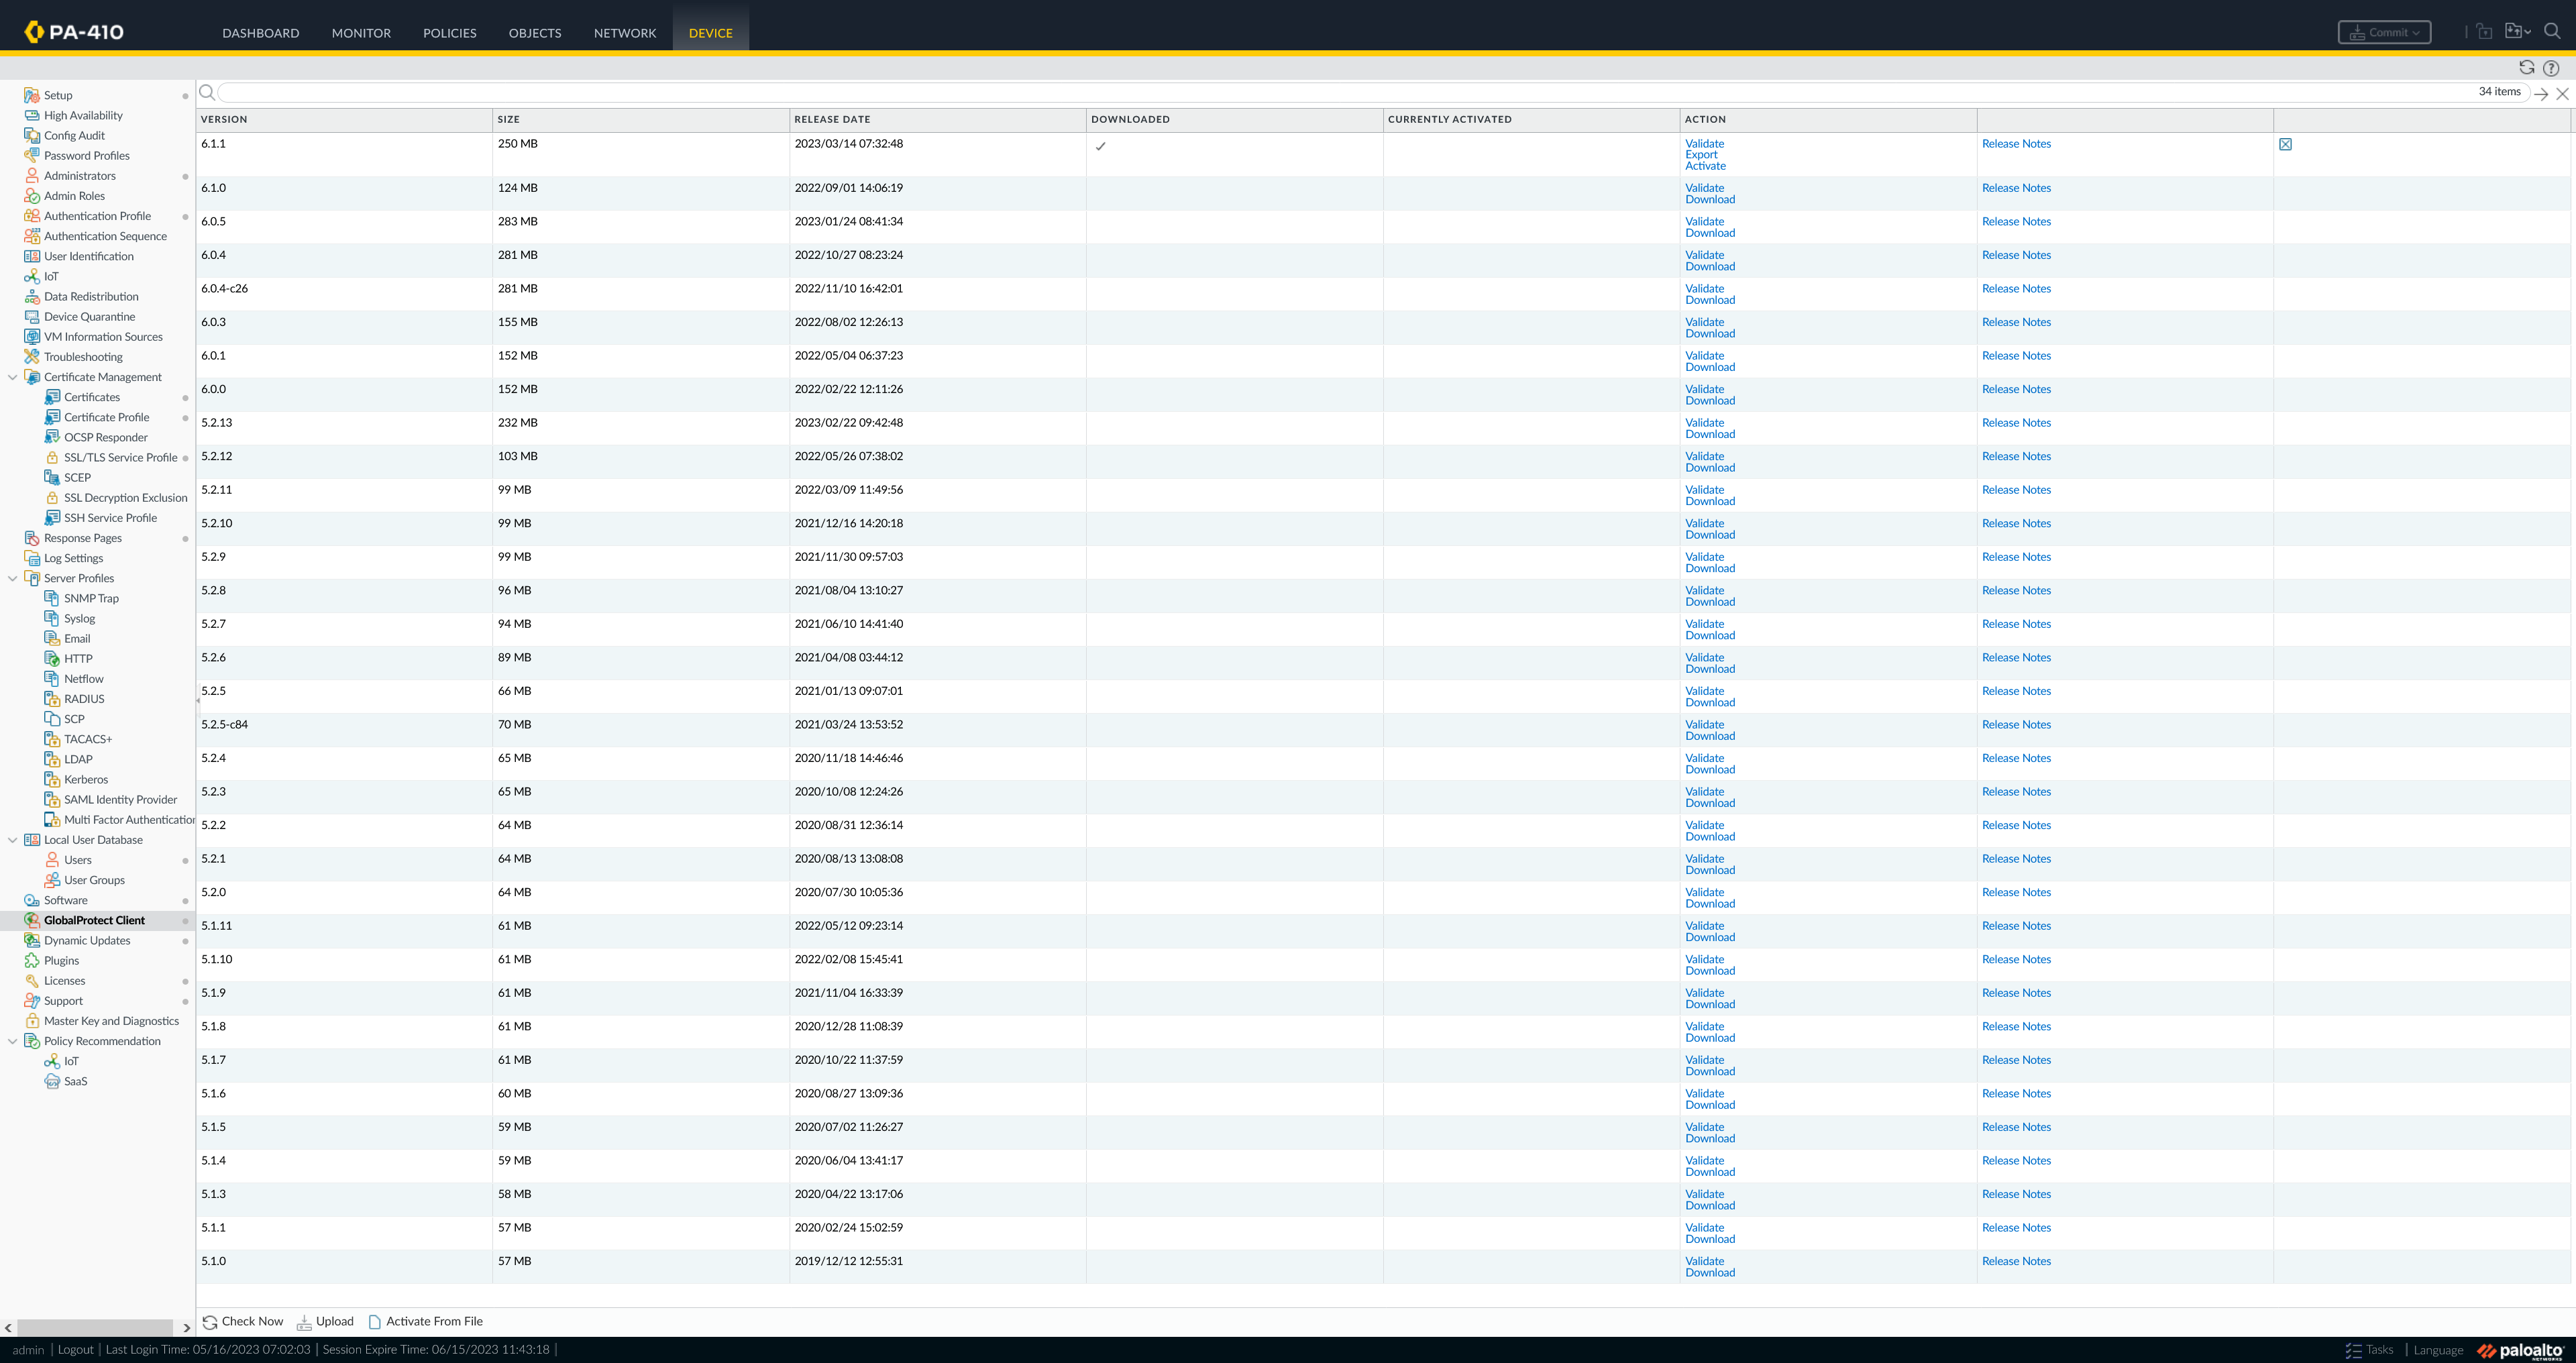 PA-410
DASHBOARD MONITOR POLICIES OBJECTS NETWORK DEVICE
Commit
34 items
Setup
High Availability
Config Audit
Password Profiles
Administrators
Admin Roles
Authentication Profile
Authentication Sequence
User Identification
IoT
Data Redistribution
Device Quarantine
VM Information Sources
Troubleshooting
Certificate Management
Certificates
Certificate Profile
OCSP Responder
SSL/TLS Service Profile
SCEP
SSL Decryption Exclusion
SSH Service Profile
Response Pages
Log Settings
Server Profiles
SNMP Trap
Syslog
Email
HTTP
Netflow
RADIUS
SCP
TACACS+
LDAP
Kerberos
SAML Identity Provider
Multi Factor Authentication
Local User Database
Users
User Groups
Software
GlobalProtect Client
Dynamic Updates
Plugins
Licenses
Support
Master Key and Diagnostics
Policy Recommendation
IoT
SaaS
VERSION SIZE RELEASE DATE DOWNLOADED CURRENTLY ACTIVATED ACTION
6.1.1 250 MB 2023/03/14 07:32:48 ✓ Validate Release Notes
Export
Activate
6.1.0 124 MB 2022/09/01 14:06:19 Validate Release Notes
Download
6.0.5 283 MB 2023/01/24 08:41:34 Validate Release Notes
Download
6.0.4 281 MB 2022/10/27 08:23:24 Validate Release Notes
Download
6.0.4-c26 281 MB 2022/11/10 16:42:01 Validate Release Notes
Download
6.0.3 155 MB 2022/08/02 12:26:13 Validate Release Notes
Download
6.0.1 152 MB 2022/05/04 06:37:23 Validate Release Notes
Download
6.0.0 152 MB 2022/02/22 12:11:26 Validate Release Notes
Download
5.2.13 232 MB 2023/02/22 09:42:48 Validate Release Notes
Download
5.2.12 103 MB 2022/05/26 07:38:02 Validate Release Notes
Download
5.2.11 99 MB 2022/03/09 11:49:56 Validate Release Notes
Download
5.2.10 99 MB 2021/12/16 14:20:18 Validate Release Notes
Download
5.2.9 99 MB 2021/11/30 09:57:03 Validate Release Notes
Download
5.2.8 96 MB 2021/08/04 13:10:27 Validate Release Notes
Download
5.2.7 94 MB 2021/06/10 14:41:40 Validate Release Notes
Download
5.2.6 89 MB 2021/04/08 03:44:12 Validate Release Notes
Download
5.2.5 66 MB 2021/01/13 09:07:01 Validate Release Notes
Download
5.2.5-c84 70 MB 2021/03/24 13:53:52 Validate Release Notes
Download
5.2.4 65 MB 2020/11/18 14:46:46 Validate Release Notes
Download
5.2.3 65 MB 2020/10/08 12:24:26 Validate Release Notes
Download
5.2.2 64 MB 2020/08/31 12:36:14 Validate Release Notes
Download
5.2.1 64 MB 2020/08/13 13:08:08 Validate Release Notes
Download
5.2.0 64 MB 2020/07/30 10:05:36 Validate Release Notes
Download
5.1.11 61 MB 2022/05/12 09:23:14 Validate Release Notes
Download
5.1.10 61 MB 2022/02/08 15:45:41 Validate Release Notes
Download
5.1.9 61 MB 2021/11/04 16:33:39 Validate Release Notes
Download
5.1.8 61 MB 2020/12/28 11:08:39 Validate Release Notes
Download
5.1.7 61 MB 2020/10/22 11:37:59 Validate Release Notes
Download
5.1.6 60 MB 2020/08/27 13:09:36 Validate Release Notes
Download
5.1.5 59 MB 2020/07/02 11:26:27 Validate Release Notes
Download
5.1.4 59 MB 2020/06/04 13:41:17 Validate Release Notes
Download
5.1.3 58 MB 2020/04/22 13:17:06 Validate Release Notes
Download
5.1.1 57 MB 2020/02/24 15:02:59 Validate Release Notes
Download
5.1.0 57 MB 2019/12/12 12:55:31 Validate Release Notes
Download
Check Now Upload Activate From File
admin | Logout | Last Login Time: 05/16/2023 07:02:03 | Session Expire Time: 06/15/2023 11:43:18 |
Tasks | Language paloalto NETWORKS